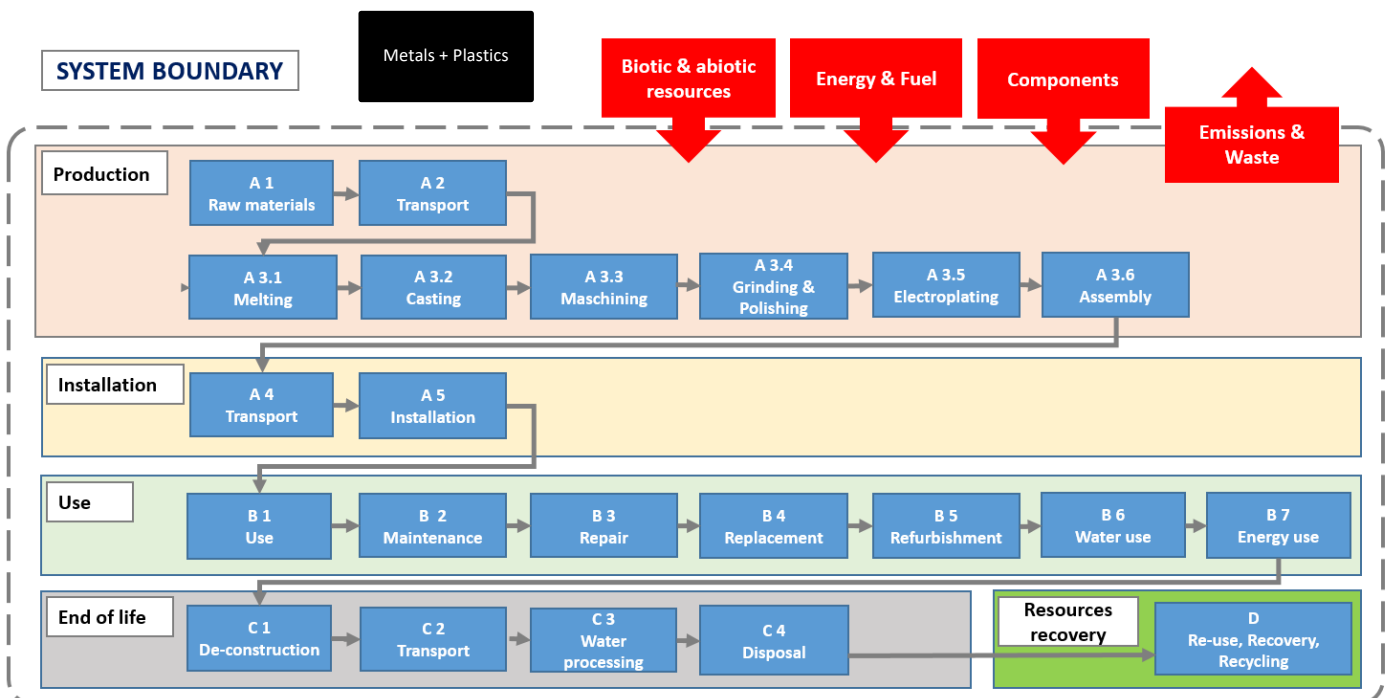 SYSTEM BOUNDARY
Metals + Plastics
Biotic & abiotic
resources
Energy & Fuel
Components
Emissions &
Waste
Production
A 1
Raw materials
A 2
Transport
A 3.1
Melting
A 3.2
Casting
A 3.3
Maschining
A 3.4
Grinding &
Polishing
A 3.5
Electroplating
A 3.6
Assembly
Installation
A 4
Transport
A 5
Installation
Use
B 1
Use
B 2
Maintenance
B 3
Repair
B 4
Replacement
B 5
Refurbishment
B 6
Water use
B 7
Energy use
End of life
C 1
De-construction
C 2
Transport
C 3
Water
processing
C 4
Disposal
Resources
recovery
D
Re-use, Recovery,
Recycling